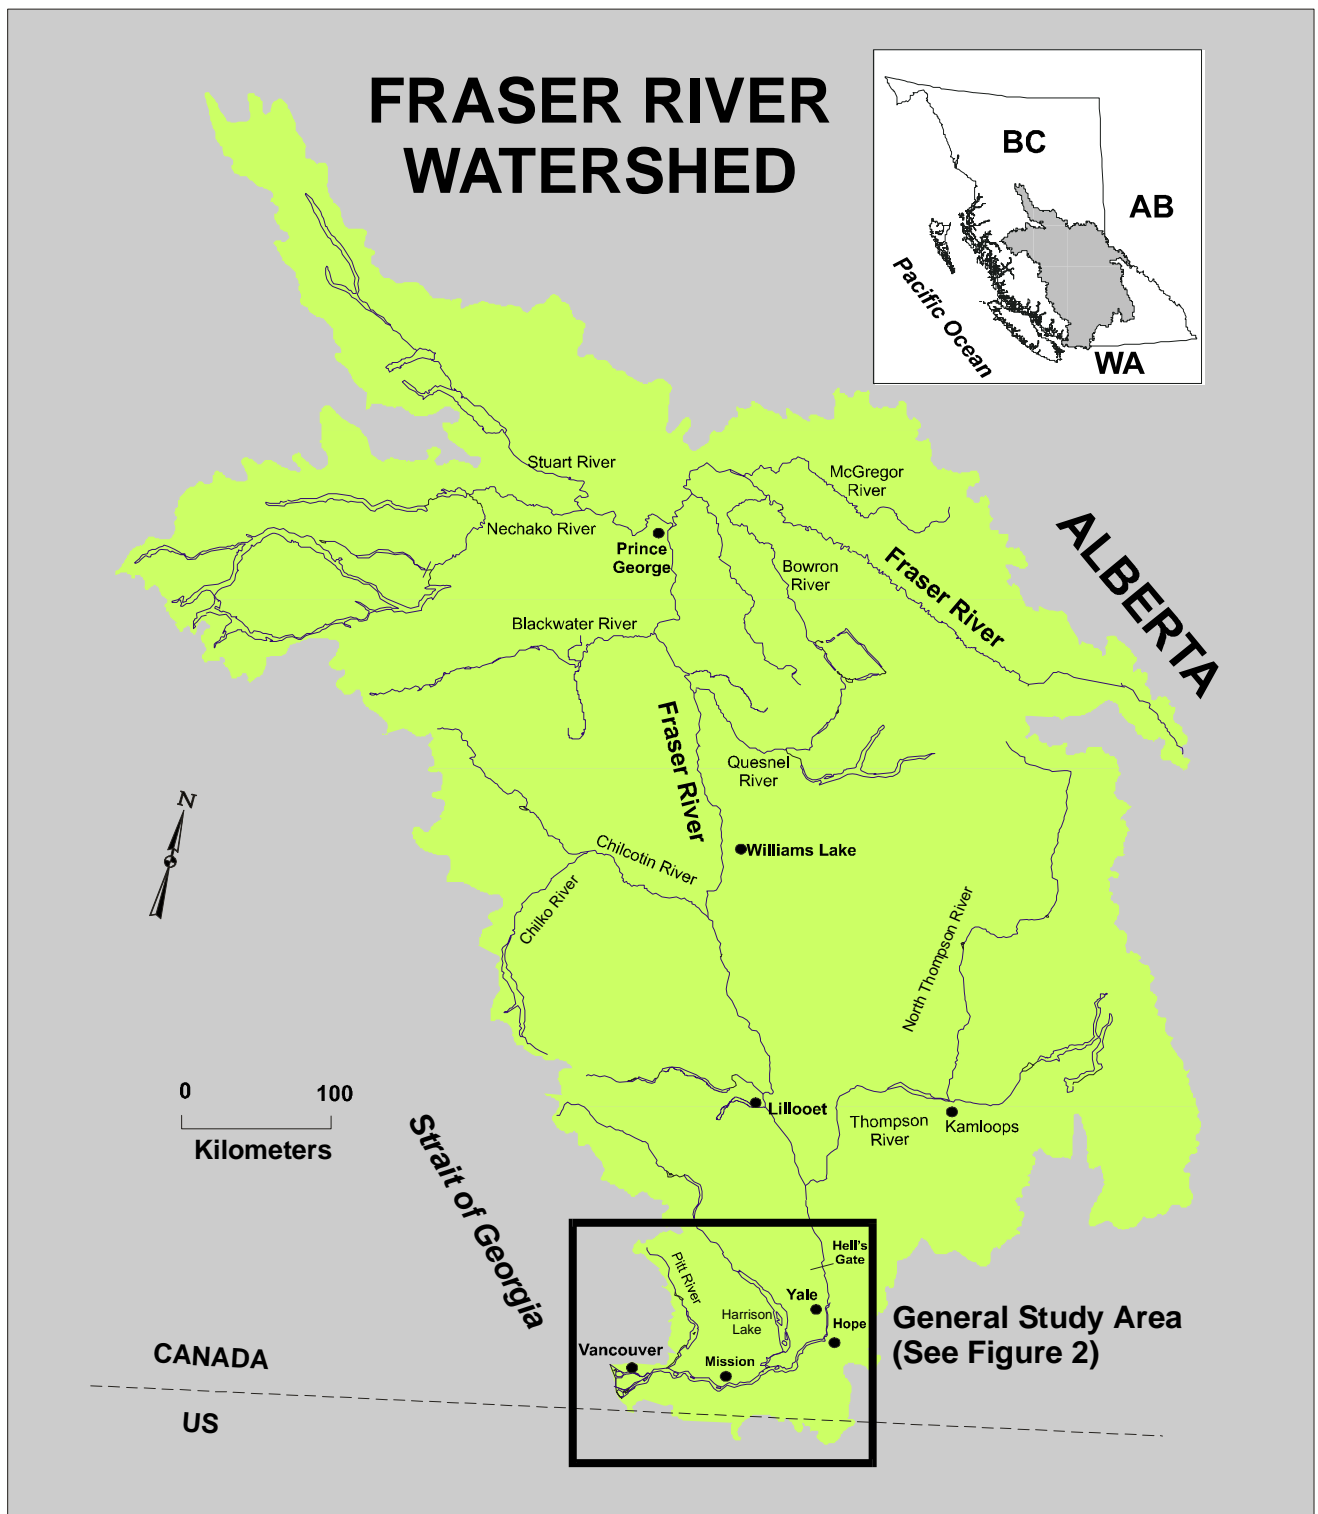 FRASER RIVER
WATERSHED
BC
AB
Pacific Ocean
WA
Stuart River
McGregor
River
Nechako River
Prince
George
Bowron
River
Fraser River
ALBERTA
Blackwater River
Fraser River
Quesnel
River
N
Williams Lake
Chilcotin River
Chilko River
North Thompson River
0
100
Kilometers
Lillooet
Thompson
River
Kamloops
Strait of Georgia
Hell's
Gate
Pitt River
Yale
Harrison
Lake
Hope
General Study Area
(See Figure 2)
Vancouver
Mission
CANADA
US